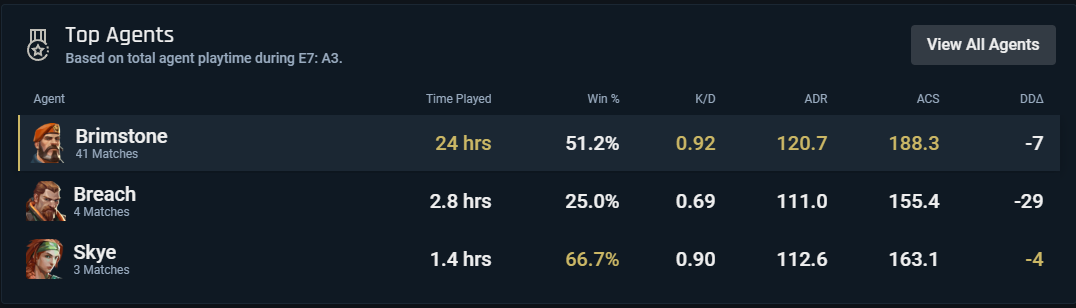 Top Agents
Based on total agent playtime during E7: A3.
View All Agents
Agent Time Played Win % K/D ADR ACS DDΔ
Brimstone
41 Matches
24 hrs 51.2% 0.92 120.7 188.3 -7
Breach
4 Matches
2.8 hrs 25.0% 0.69 111.0 155.4 -29
Skye
3 Matches
1.4 hrs 66.7% 0.90 112.6 163.1 -4